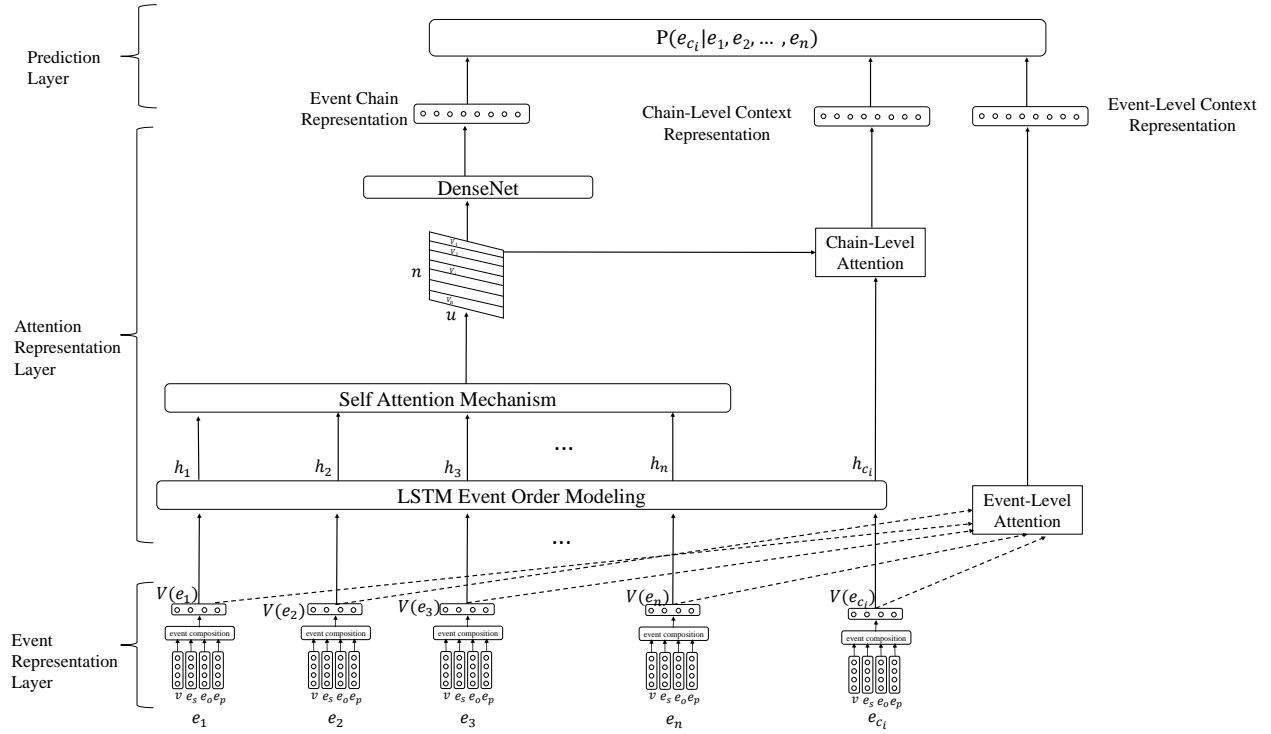 P(e_{c_i}|e_1, e_2, … , e_n)
Prediction
Layer
Event Chain
Representation
Chain-Level Context
Representation
Event-Level Context
Representation
DenseNet
n
u
Chain-Level
Attention
Attention
Representation
Layer
Self Attention Mechanism
...
h_1
h_2
h_3
h_n
h_{c_i}
LSTM Event Order Modeling
Event-Level
Attention
...
V(e_1)
V(e_2)
V(e_3)
V(e_n)
V(e_{c_i})
Event
Representation
Layer
event composition
event composition
event composition
event composition
event composition
v e_s e_o e_p
v e_s e_o e_p
v e_s e_o e_p
v e_s e_o e_p
v e_s e_o e_p
e_1
e_2
e_3
e_n
e_{c_i}